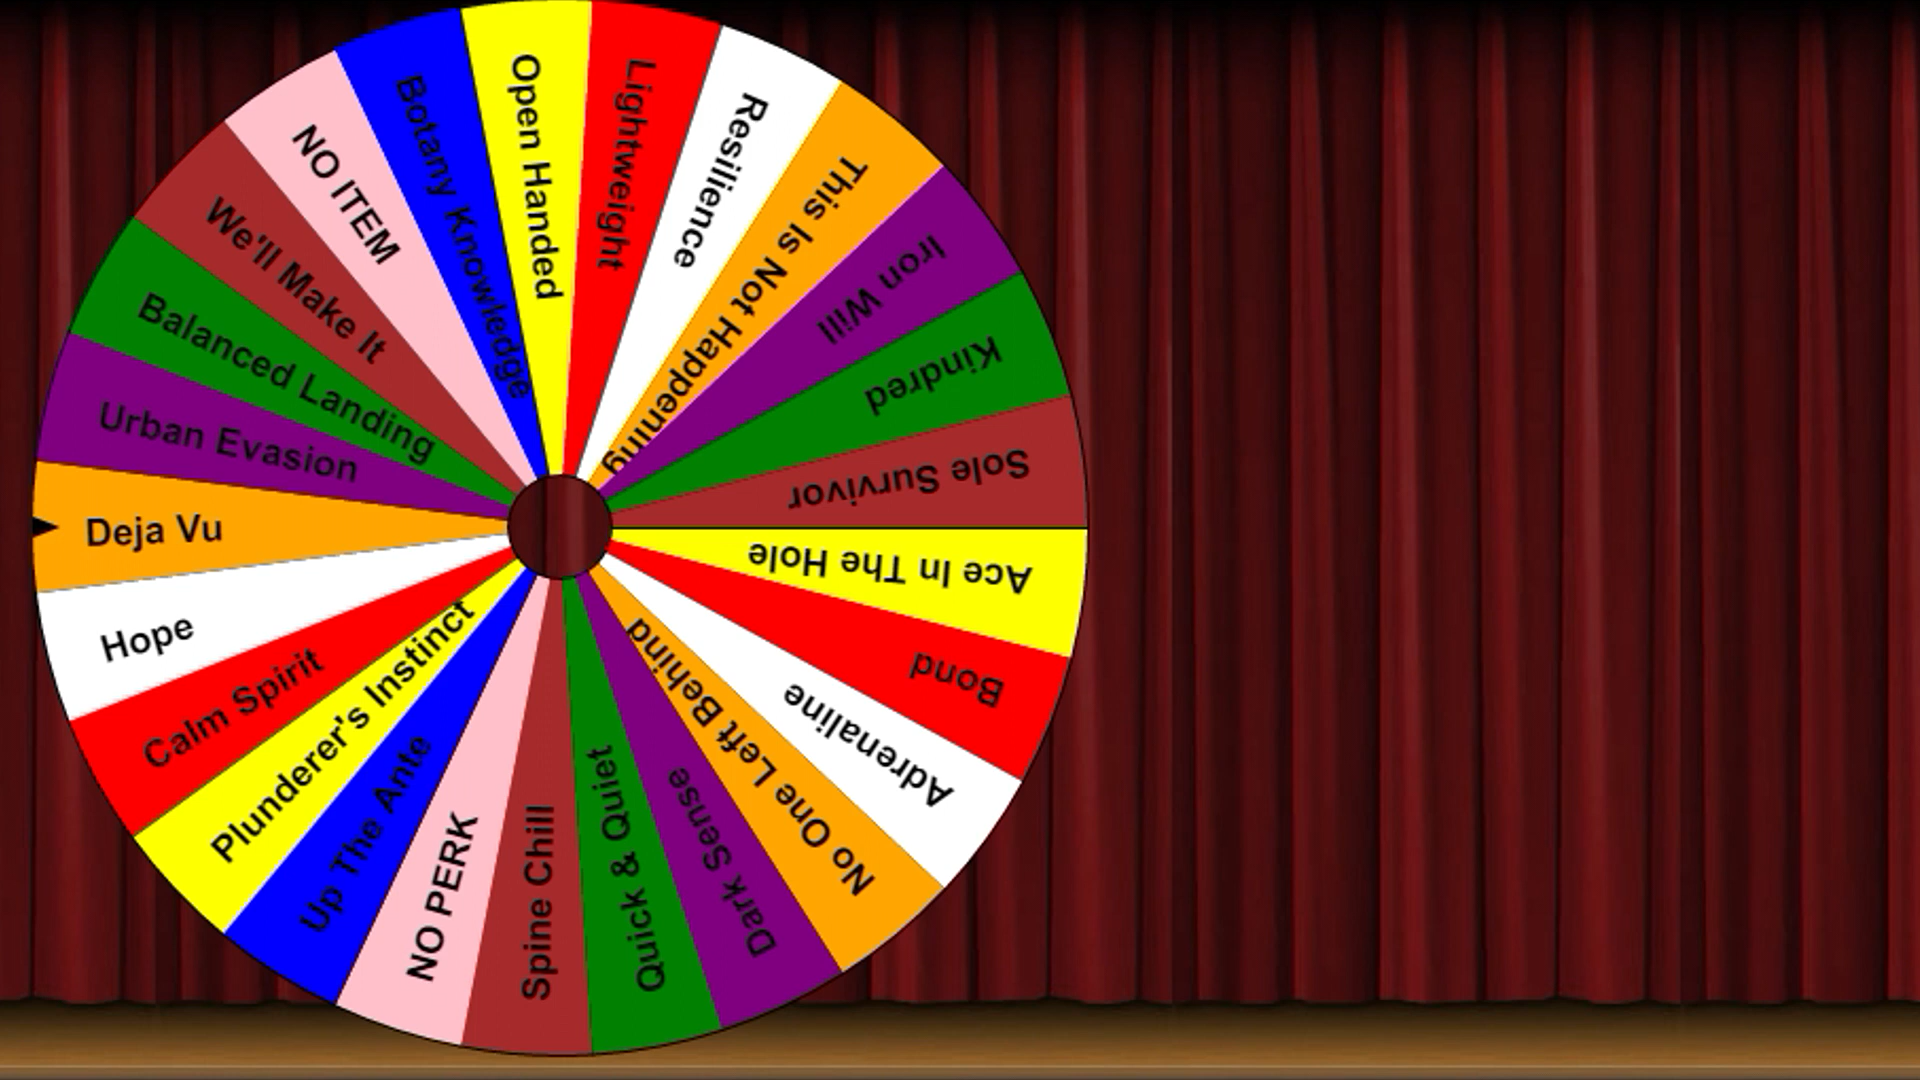 Open Handed
Lightweight
Resilience
This Is Not Happening
Iron Will
Kindred
Sole Survivor
Ace In The Hole
Bond
Adrenaline
No One Left Behind
Dark Sense
Quick & Quiet
Spine Chill
NO PERK
Up The Ante
Plunderer's Instinct
Calm Spirit
Hope
Deja Vu
Urban Evasion
Balanced Landing
We'll Make It
NO ITEM
Botany Knowledge